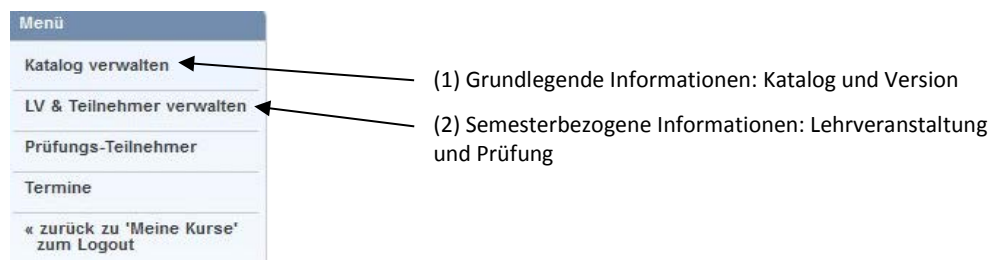 Menü
Katalog verwalten
(1) Grundlegende Informationen: Katalog und Version
LV & Teilnehmer verwalten
(2) Semesterbezogene Informationen: Lehrveranstaltung
und Prüfung
Prüfungs-Teilnehmer
Termine
« zurück zu 'Meine Kurse'
zum Logout